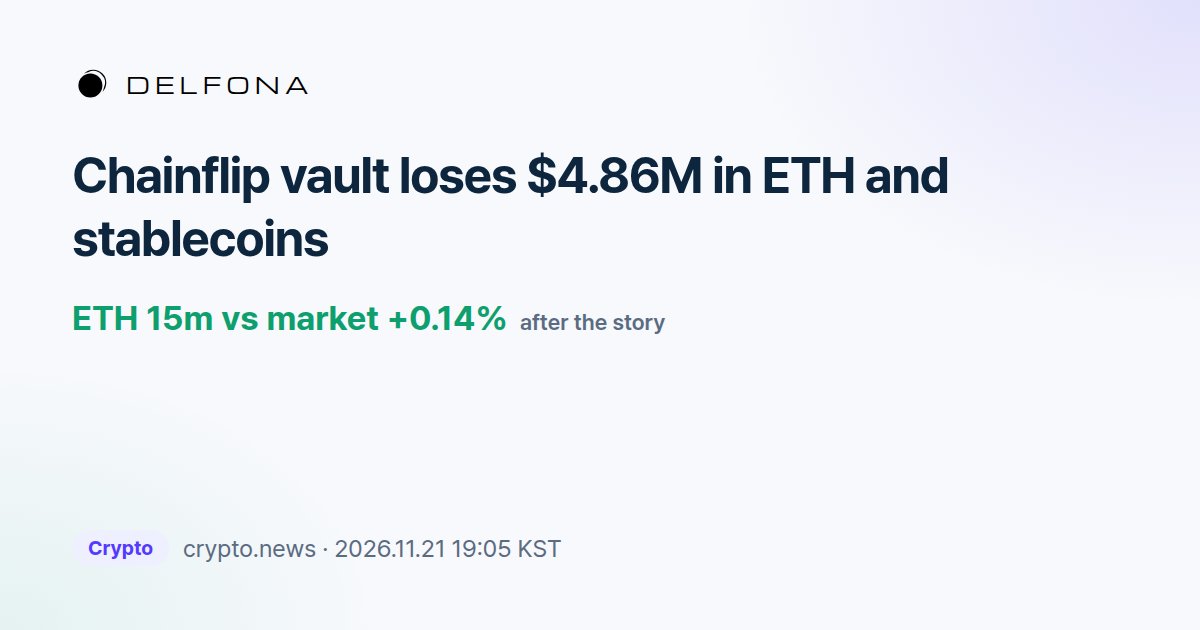 DELFONA
Chainflip vault loses $4.86M in ETH and
stablecoins
ETH 15m vs market +0.14% after the story
Crypto crypto.news · 2026.11.21 19:05 KST